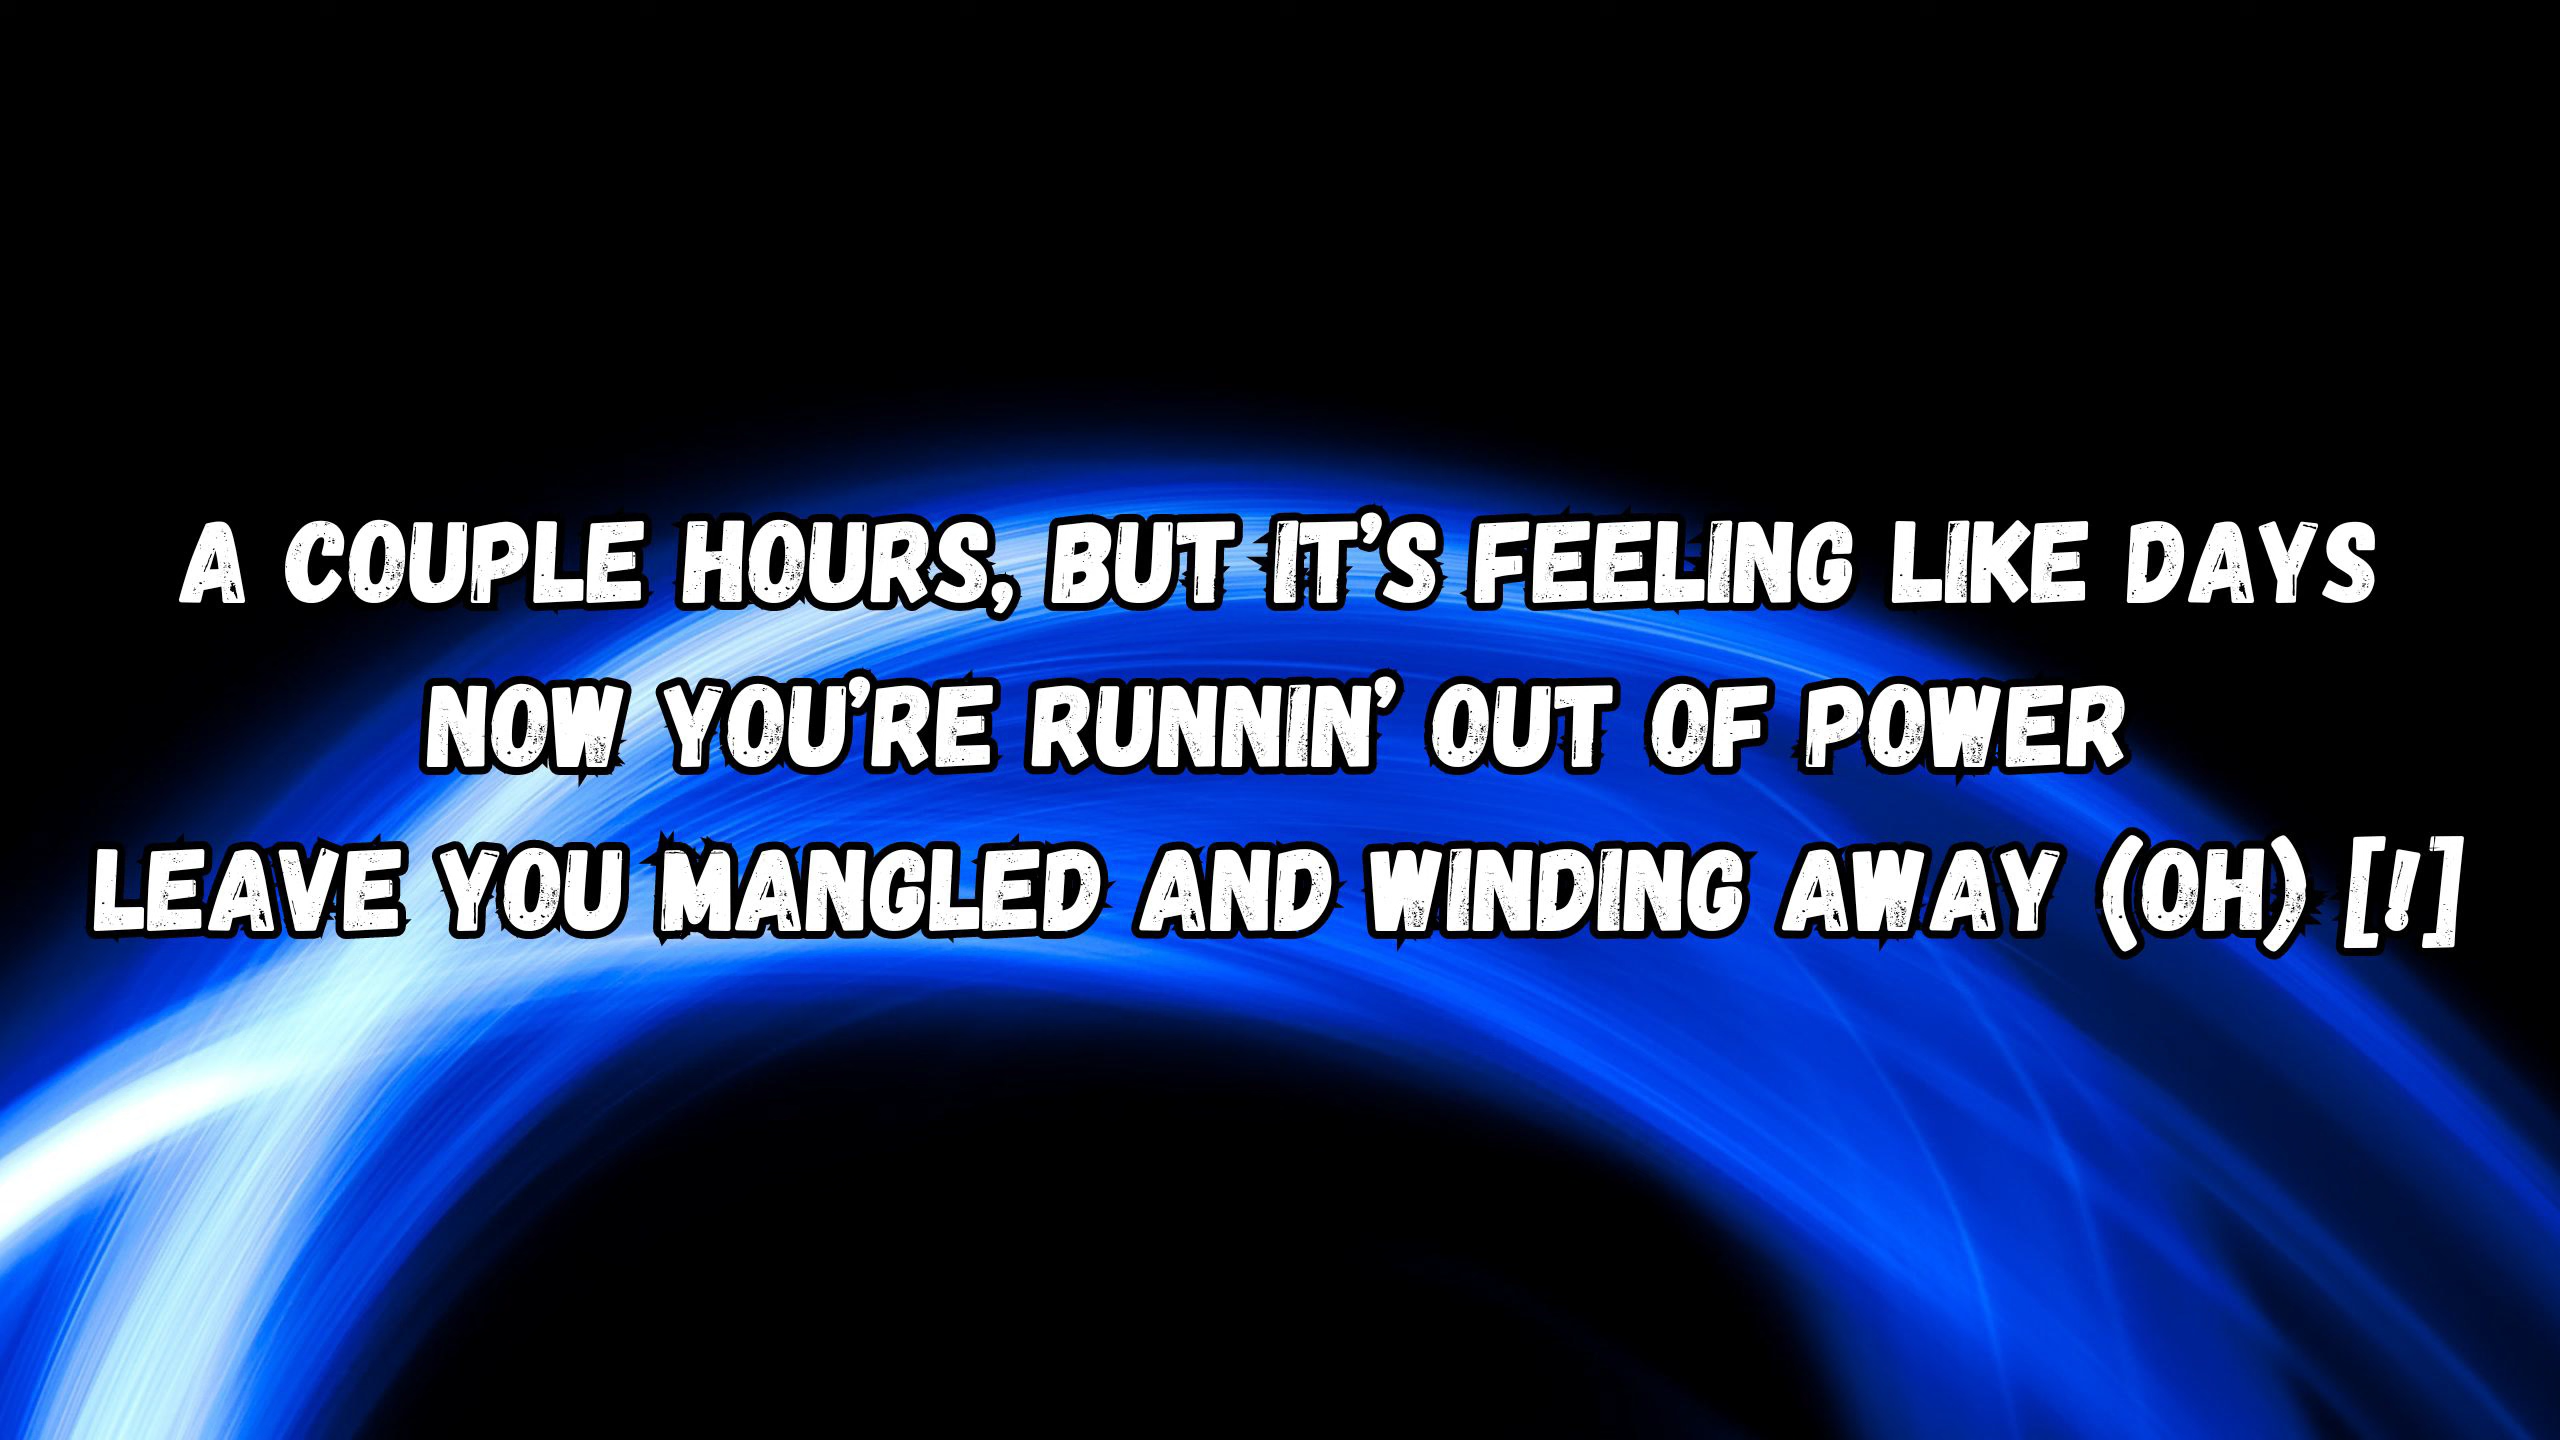 A COUPLE HOURS, BUT IT’S FEELING LIKE DAYS
NOW YOU’RE RUNNIN’ OUT OF POWER
LEAVE YOU MANGLED AND WINDING AWAY (OH) [!]